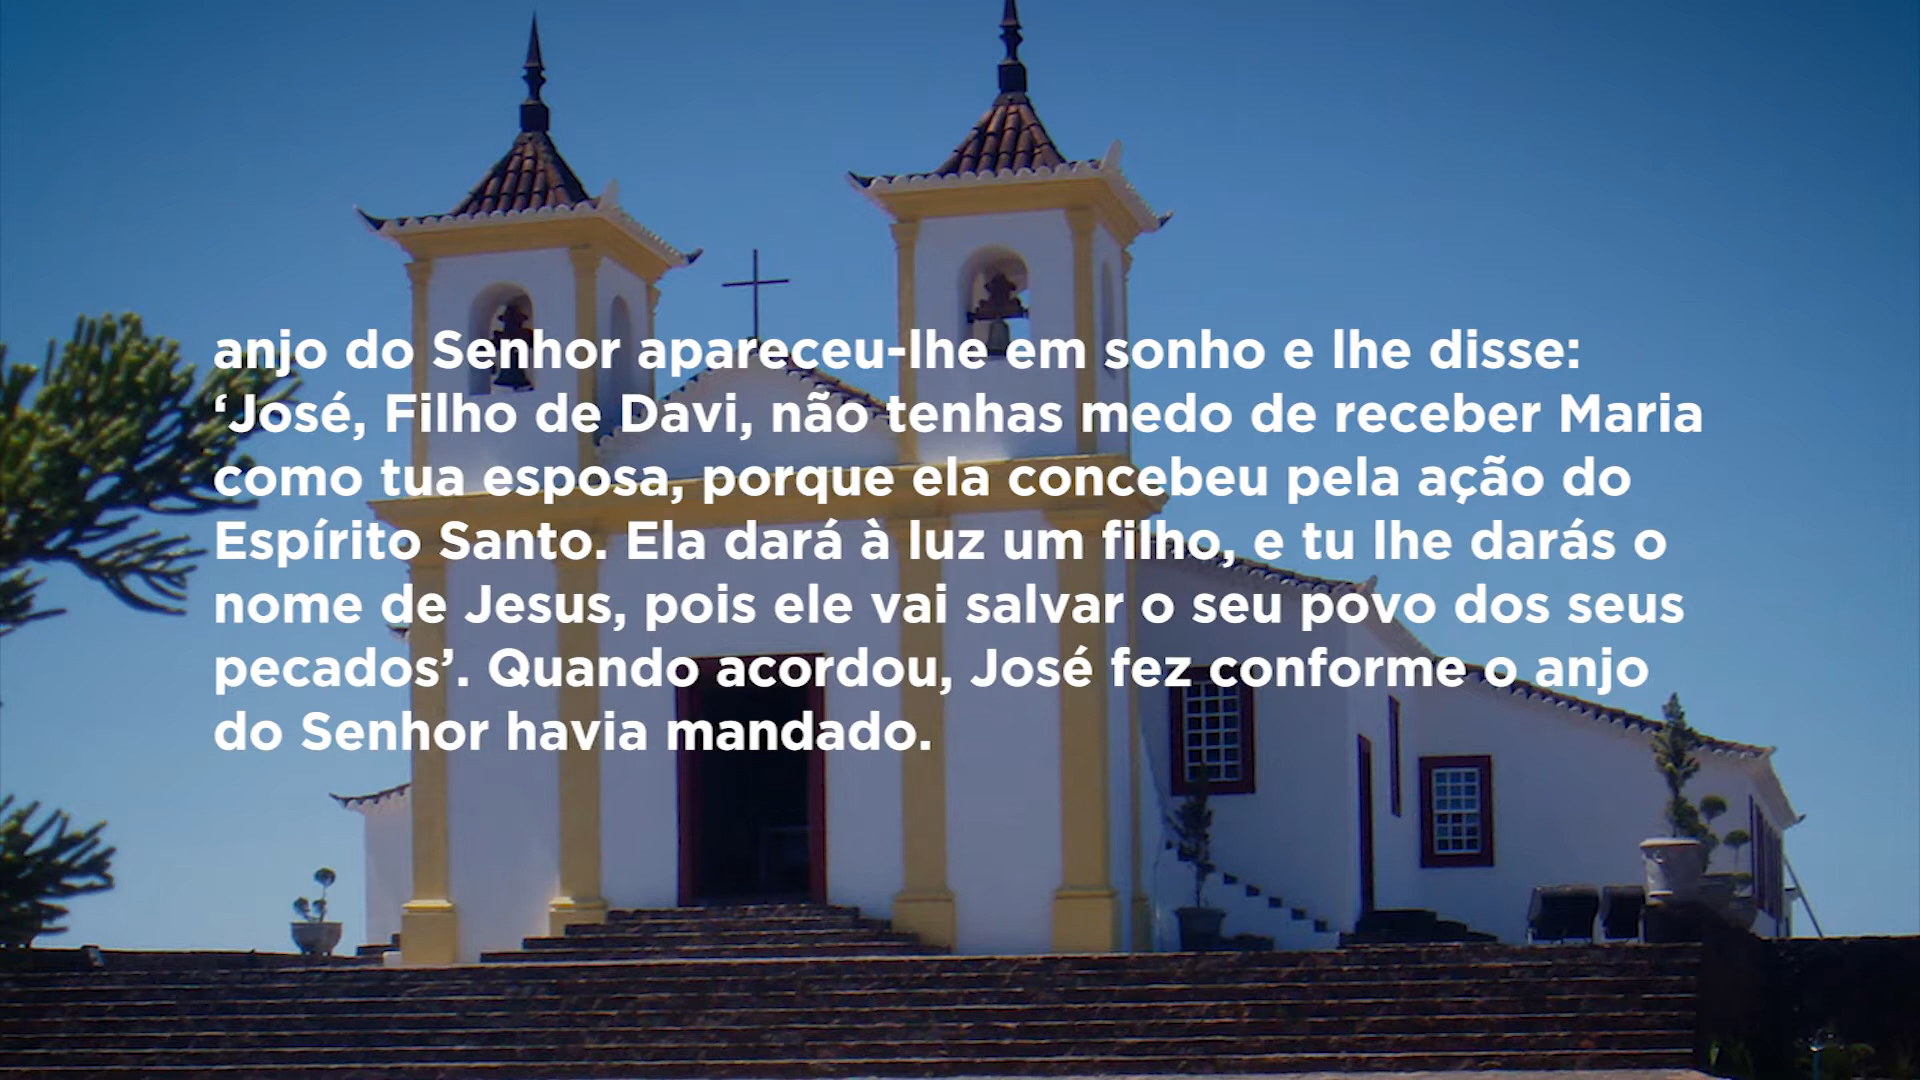 anjo do Senhor apareceu-lhe em sonho e lhe disse:
‘José, Filho de Davi, não tenhas medo de receber Maria
como tua esposa, porque ela concebeu pela ação do
Espírito Santo. Ela dará à luz um filho, e tu lhe darás o
nome de Jesus, pois ele vai salvar o seu povo dos seus
pecados’. Quando acordou, José fez conforme o anjo
do Senhor havia mandado.